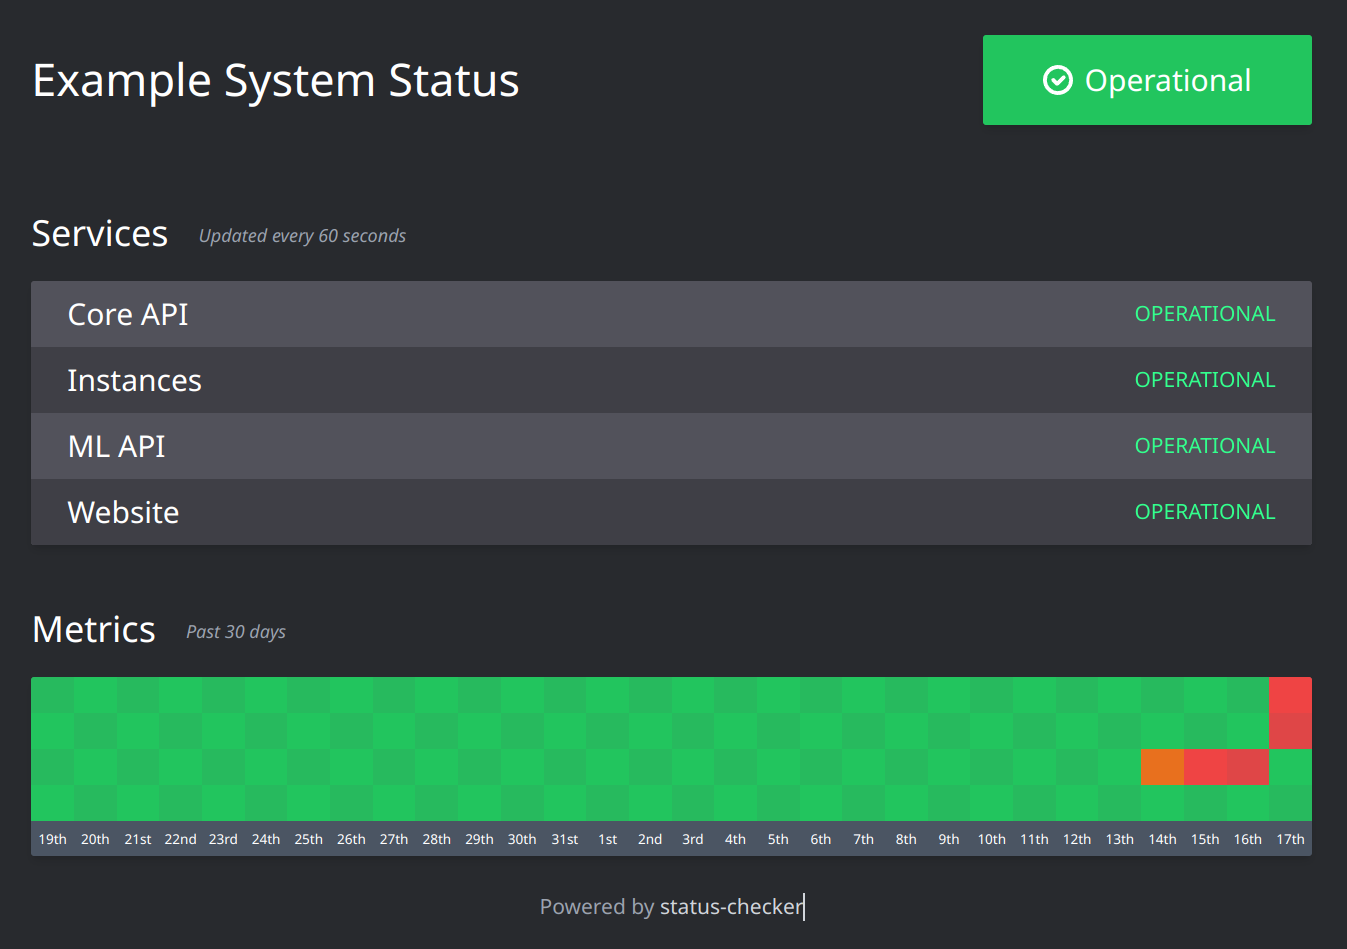 Example System Status
Operational
Services Updated every 60 seconds
Core API OPERATIONAL
Instances OPERATIONAL
ML API OPERATIONAL
Website OPERATIONAL
Metrics Past 30 days
19th 20th 21st 22nd 23rd 24th 25th 26th 27th 28th 29th 30th 31st 1st 2nd 3rd 4th 5th 6th 7th 8th 9th 10th 11th 12th 13th 14th 15th 16th 17th
Powered by status-checker